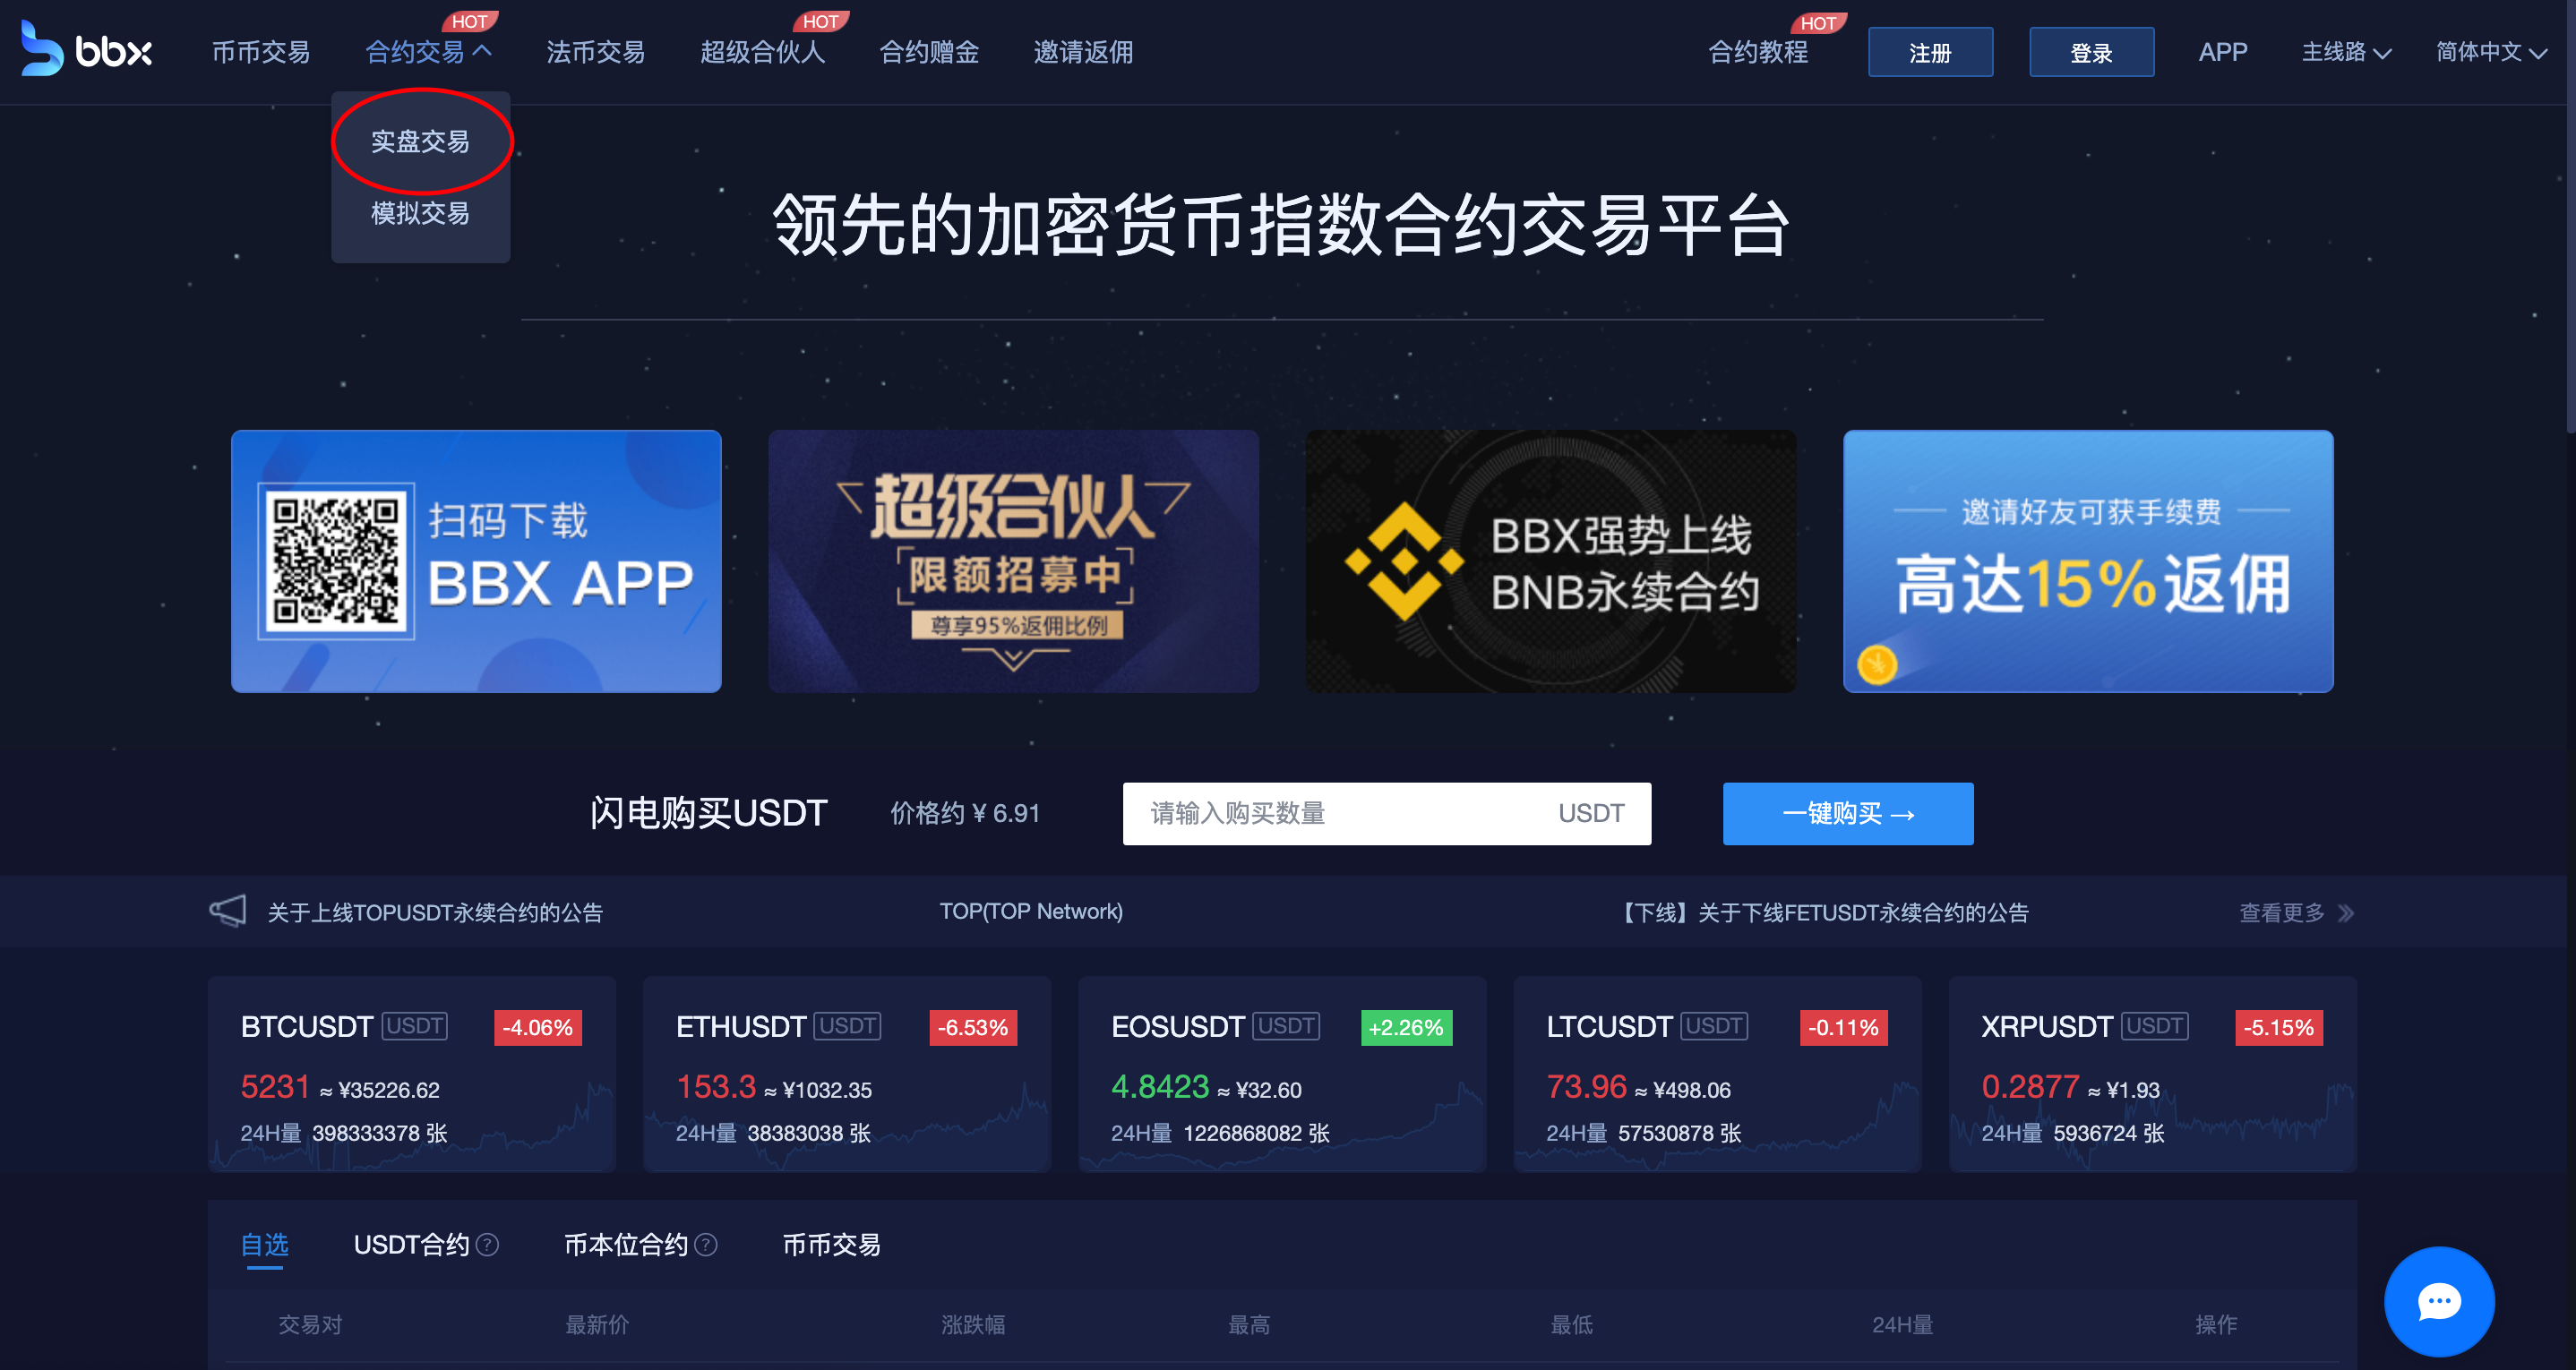 bbx
币币交易
合约交易
HOT
法币交易
超级合伙人
HOT
合约赠金
邀请返佣
合约教程
HOT
注册
登录
APP
主线路
简体中文
实盘交易
模拟交易
领先的加密货币指数合约交易平台
扫码下载
BBX APP
超级合伙人
限额招募中
尊享95%返佣比例
BBX强势上线
BNB永续合约
邀请好友可获手续费
高达15%返佣
¥
闪电购买USDT
价格约 ¥ 6.91
请输入购买数量
USDT
一键购买 →
关于上线TOPUSDT永续合约的公告
TOP(TOP Network)
【下线】关于下线FETUSDT永续合约的公告
查看更多
BTCUSDT USDT -4.06%
5231 ≈ ¥35226.62
24H量 398333378 张
ETHUSDT USDT -6.53%
153.3 ≈ ¥1032.35
24H量 38383038 张
EOSUSDT USDT +2.26%
4.8423 ≈ ¥32.60
24H量 1226868082 张
LTCUSDT USDT -0.11%
73.96 ≈ ¥498.06
24H量 57530878 张
XRPUSDT USDT -5.15%
0.2877 ≈ ¥1.93
24H量 5936724 张
自选 USDT合约 ? 币本位合约 ? 币币交易
交易对 最新价 涨跌幅 最高 最低 24H量 操作